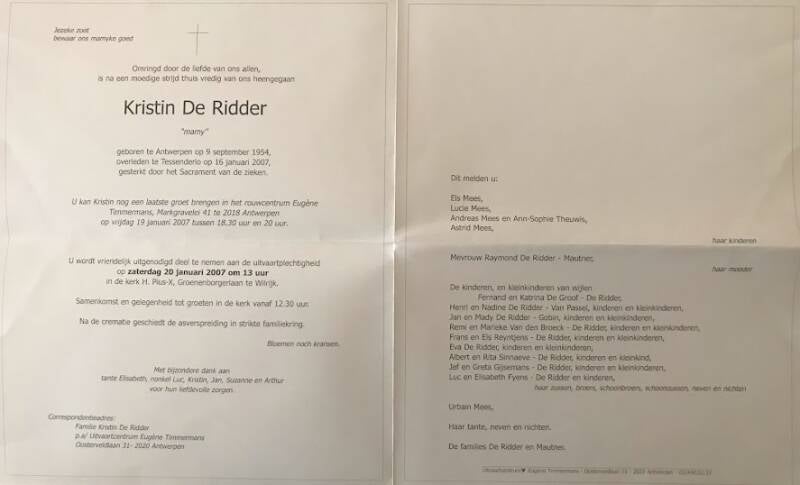 Jezeke zoet
bewaar ons mamyke goed
Omringd door de liefde van ons allen,
is na een moedige strijd thuis vredig van ons heengegaan
Kristin De Ridder
"mamy"
geboren te Antwerpen op 9 september 1954,
overleden te Tessenderlo op 16 januari 2007,
gesterkt door het Sacrament van de zieken.
U kan Kristin nog een laatste groet brengen in het rouwcentrum Eugène
Timmermans, Markgravelei 41 te 2018 Antwerpen
op vrijdag 19 januari 2007 tussen 18.30 uur en 20 uur.
U wordt vriendelijk uitgenodigd deel te nemen aan de uitvaartplechtigheid
op zaterdag 20 januari 2007 om 13 uur
in de kerk H. Pius-X, Groenenborgerlaan te Wilrijk.
Samenkomst en gelegenheid tot groeten in de kerk vanaf 12.30 uur.
Na de crematie geschiedt de asverspreiding in strikte familiekring.
Bloemen noch kransen.
Met bijzondere dank aan
tante Elisabeth, nonkel Luc, Kristin, Jan, Suzanne en Arthur
voor hun liefdevolle zorgen.
Correspondentieadres:
Familie Kristin De Ridder
p.a/ Uitvaartcentrum Eugène Timmermans
Oosterveldlaan 31- 2020 Antwerpen
Dit melden u:
Els Mees,
Lucie Mees,
Andreas Mees en Ann-Sophie Theuwis,
Astrid Mees,
haar kinderen
Mevrouw Raymond De Ridder - Mautner,
haar moeder
De kinderen, en kleinkinderen van wijlen
Fernand en Katrina De Groof - De Ridder,
Henri en Nadine De Ridder - Van Passel, kinderen en kleinkinderen,
Jan en Mady De Ridder - Gobin, kinderen en kleinkinderen,
Remi en Marieke Van den Broeck - De Ridder, kinderen en kleinkinderen,
Frans en Els Reyntjens - De Ridder, kinderen en kleinkinderen,
Eva De Ridder, kinderen en kleinkinderen,
Albert en Rita Sinnaeve - De Ridder, kinderen en kleinkind,
Jef en Greta Gijsemans - De Ridder, kinderen en kleinkinderen,
Luc en Elisabeth Fyens - De Ridder en kinderen,
haar zussen, broers, schoonbroers, schoonzussen, neven en nichten
Urbain Mees,
Haar tante, neven en nichten.
De families De Ridder en Mautner.
Uitvaartcentrum Eugène Timmermans - Oosterveldlaan 31 - 2020 Antwerpen